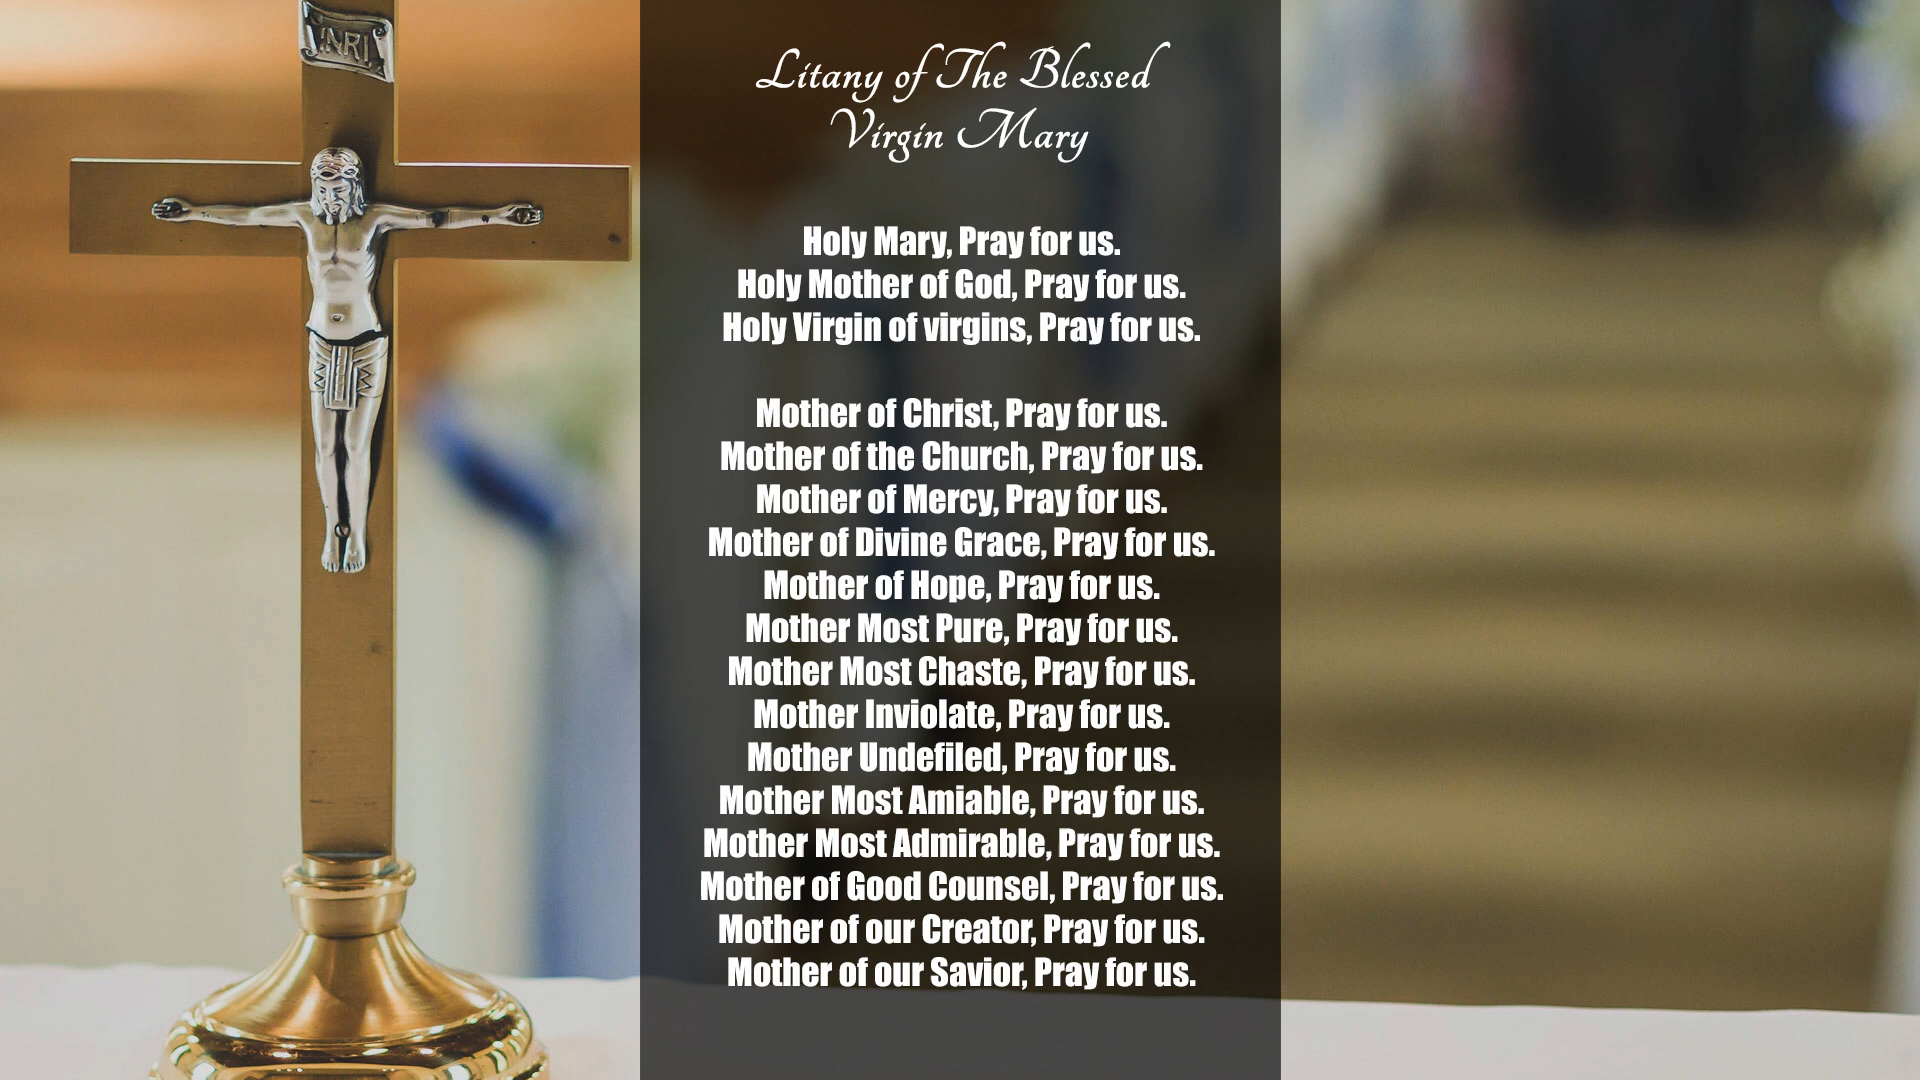 INRI
Litany of The Blessed
Virgin Mary
Holy Mary, Pray for us.
Holy Mother of God, Pray for us.
Holy Virgin of virgins, Pray for us.
Mother of Christ, Pray for us.
Mother of the Church, Pray for us.
Mother of Mercy, Pray for us.
Mother of Divine Grace, Pray for us.
Mother of Hope, Pray for us.
Mother Most Pure, Pray for us.
Mother Most Chaste, Pray for us.
Mother Inviolate, Pray for us.
Mother Undefiled, Pray for us.
Mother Most Amiable, Pray for us.
Mother Most Admirable, Pray for us.
Mother of Good Counsel, Pray for us.
Mother of our Creator, Pray for us.
Mother of our Savior, Pray for us.